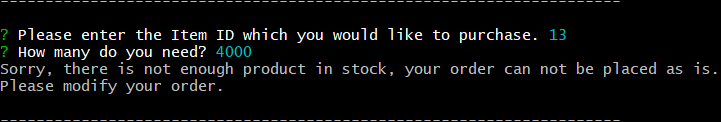 ---------------------------------------------------------------------
? Please enter the Item ID which you would like to purchase. 13
? How many do you need? 4000
Sorry, there is not enough product in stock, your order can not be placed as is.
Please modify your order.
---------------------------------------------------------------------